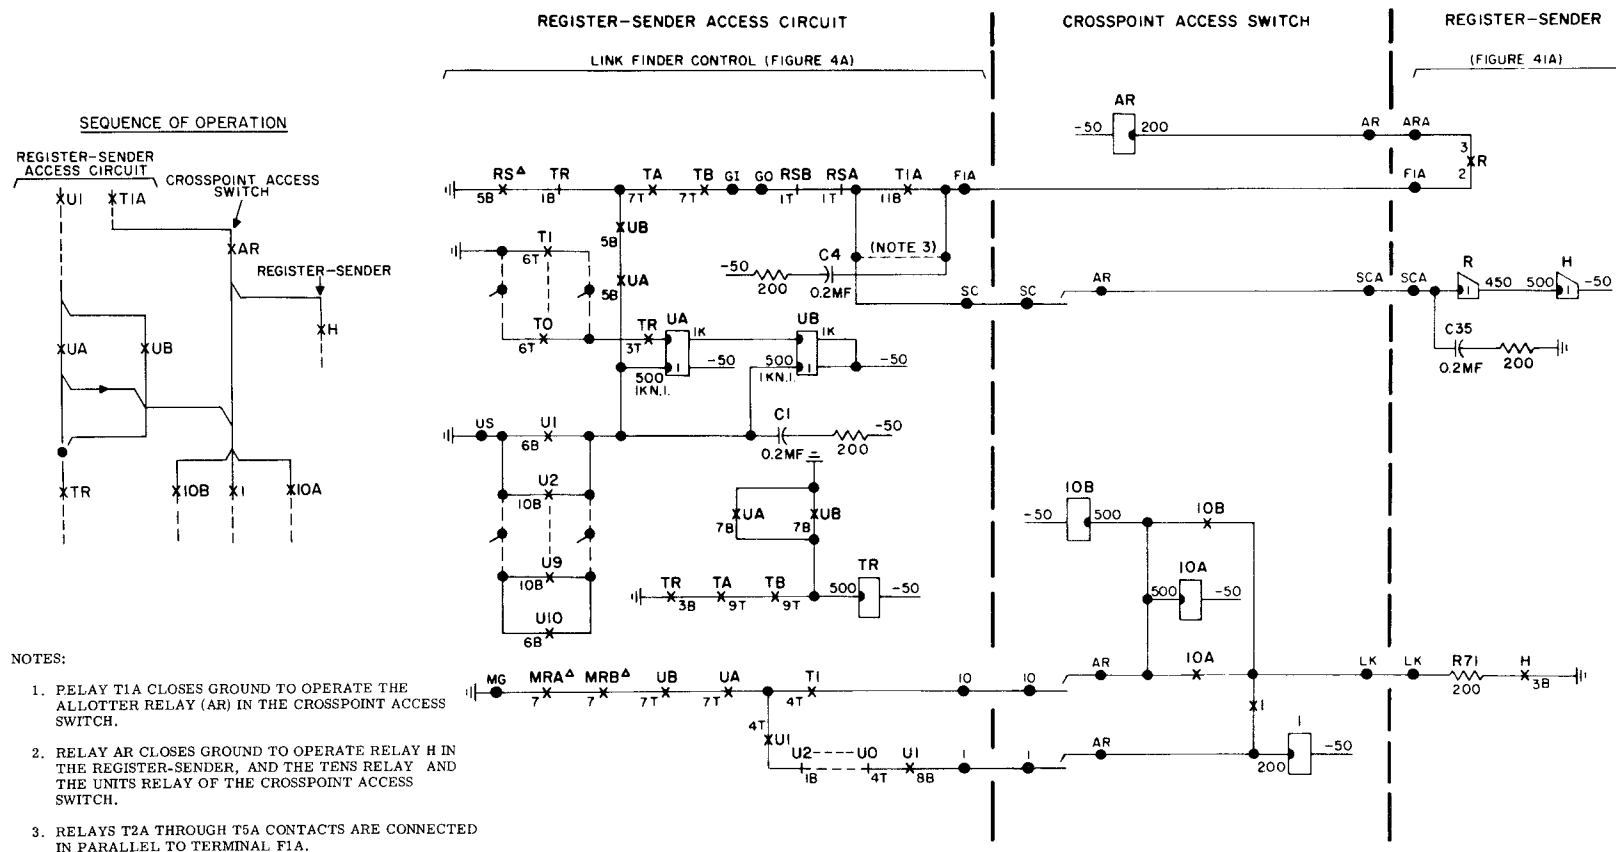 REGISTER-SENDER ACCESS CIRCUIT
CROSSPOINT ACCESS SWITCH
REGISTER-SENDER
LINK FINDER CONTROL (FIGURE 4A)
(FIGURE 41A)
SEQUENCE OF OPERATION
REGISTER-SENDER
ACCESS CIRCUIT
CROSSPOINT ACCESS
SWITCH
U1 T1A
AR
REGISTER-SENDER
H
UA UB
TR 10B 1 10A
AR
-50 200 AR ARA
3 R
2
RS△ TR TA TB GI GO RSB RSA T1A F1A F1A
5B 1B 7T 7T 1T 1T 11B
UB
5B
T1
6T
(NOTE 3)
-50 C4
200 0.2MF
UA
5B
SC SC AR SCA SCA R 450 500 H -50
1 1
C35
0.2MF 200
T0 TR UA 1K UB 1K
6T 3T -50 500 -50
1 1
500
1KN.1. 1KN.1.
US U1 C1 -50
6B 0.2MF 200
U2
10B
UA UB
7B 7B
U9
10B
U10
6B
TR TA TB 500 TR -50
3B 9T 9T
10B
-50 500 10B
10A
500 -50
10A
MG MRA△ MRB△ UB UA T1 10 10 AR LK LK R71 H
7 7 7T 7T 4T 200 3B
4T
U1
U2 U0 U1 1 1 AR
1B 4T 8B
1
1
200 -50
NOTES:
1. RELAY T1A CLOSES GROUND TO OPERATE THE
ALLOTTER RELAY (AR) IN THE CROSSPOINT ACCESS
SWITCH.
2. RELAY AR CLOSES GROUND TO OPERATE RELAY H IN
THE REGISTER-SENDER, AND THE TENS RELAY AND
THE UNITS RELAY OF THE CROSSPOINT ACCESS
SWITCH.
3. RELAYS T2A THROUGH T5A CONTACTS ARE CONNECTED
IN PARALLEL TO TERMINAL F1A.